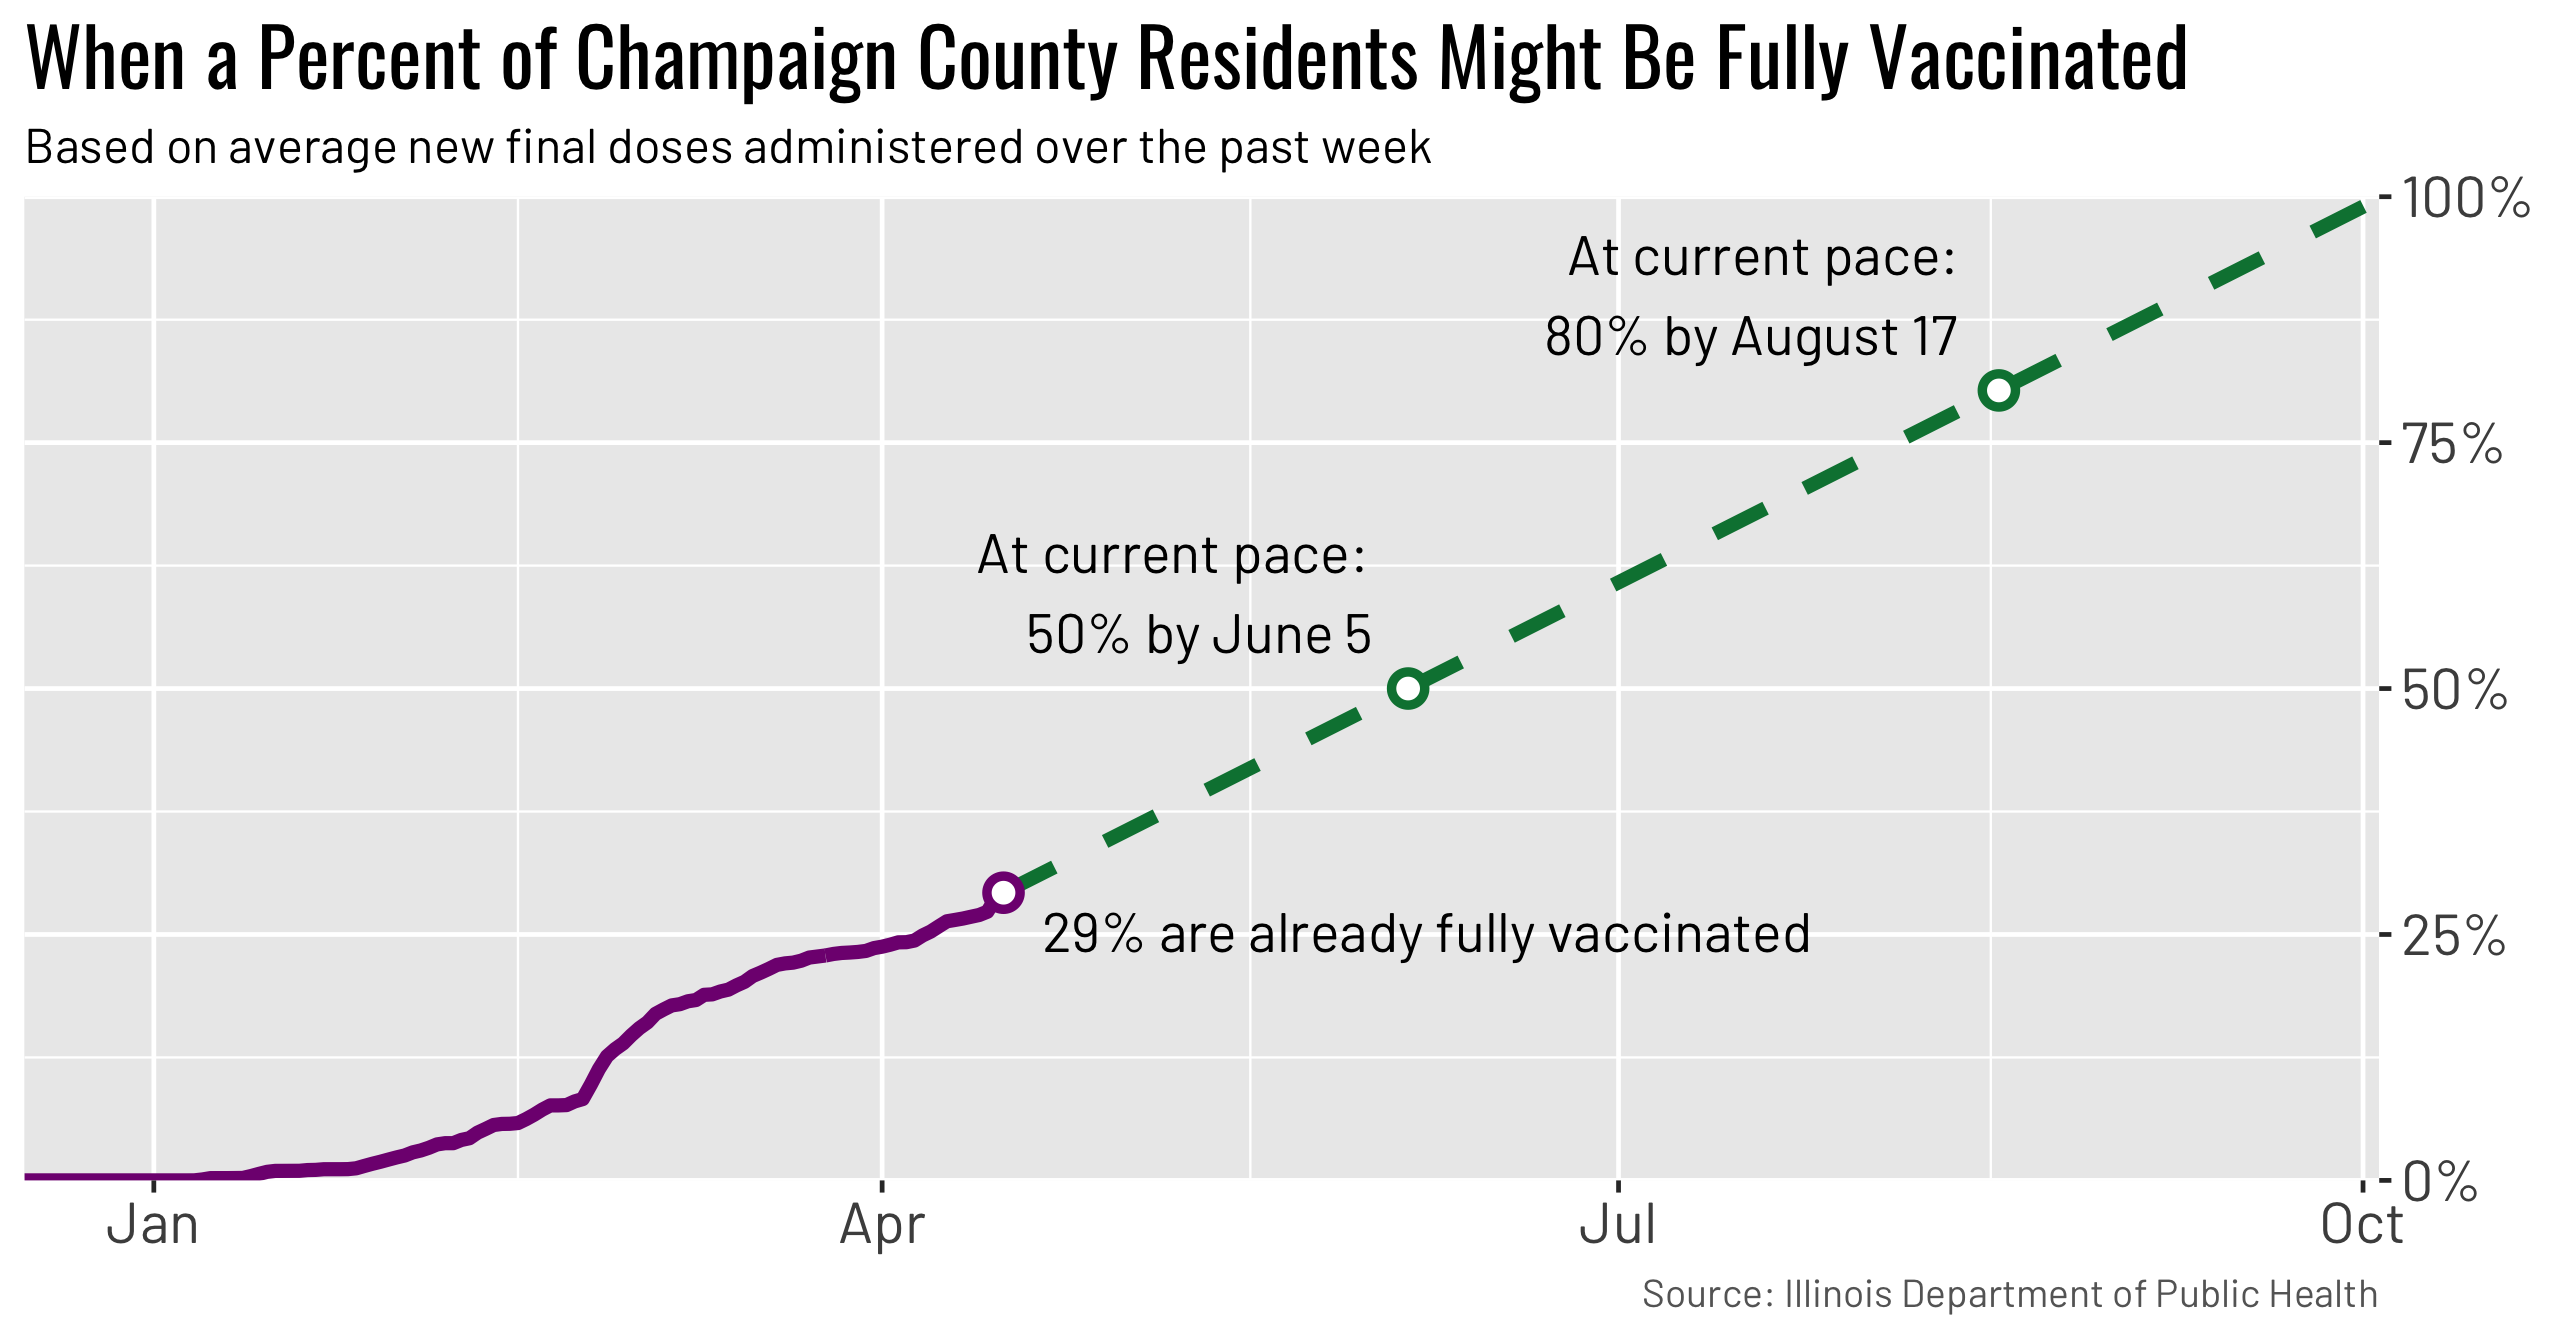 When a Percent of Champaign County Residents Might Be Fully Vaccinated
Based on average new final doses administered over the past week
100%
At current pace:
80% by August 17
75%
At current pace:
50% by June 5
50%
29% are already fully vaccinated
25%
0%
Jan
Apr
Jul
Oct
Source: Illinois Department of Public Health